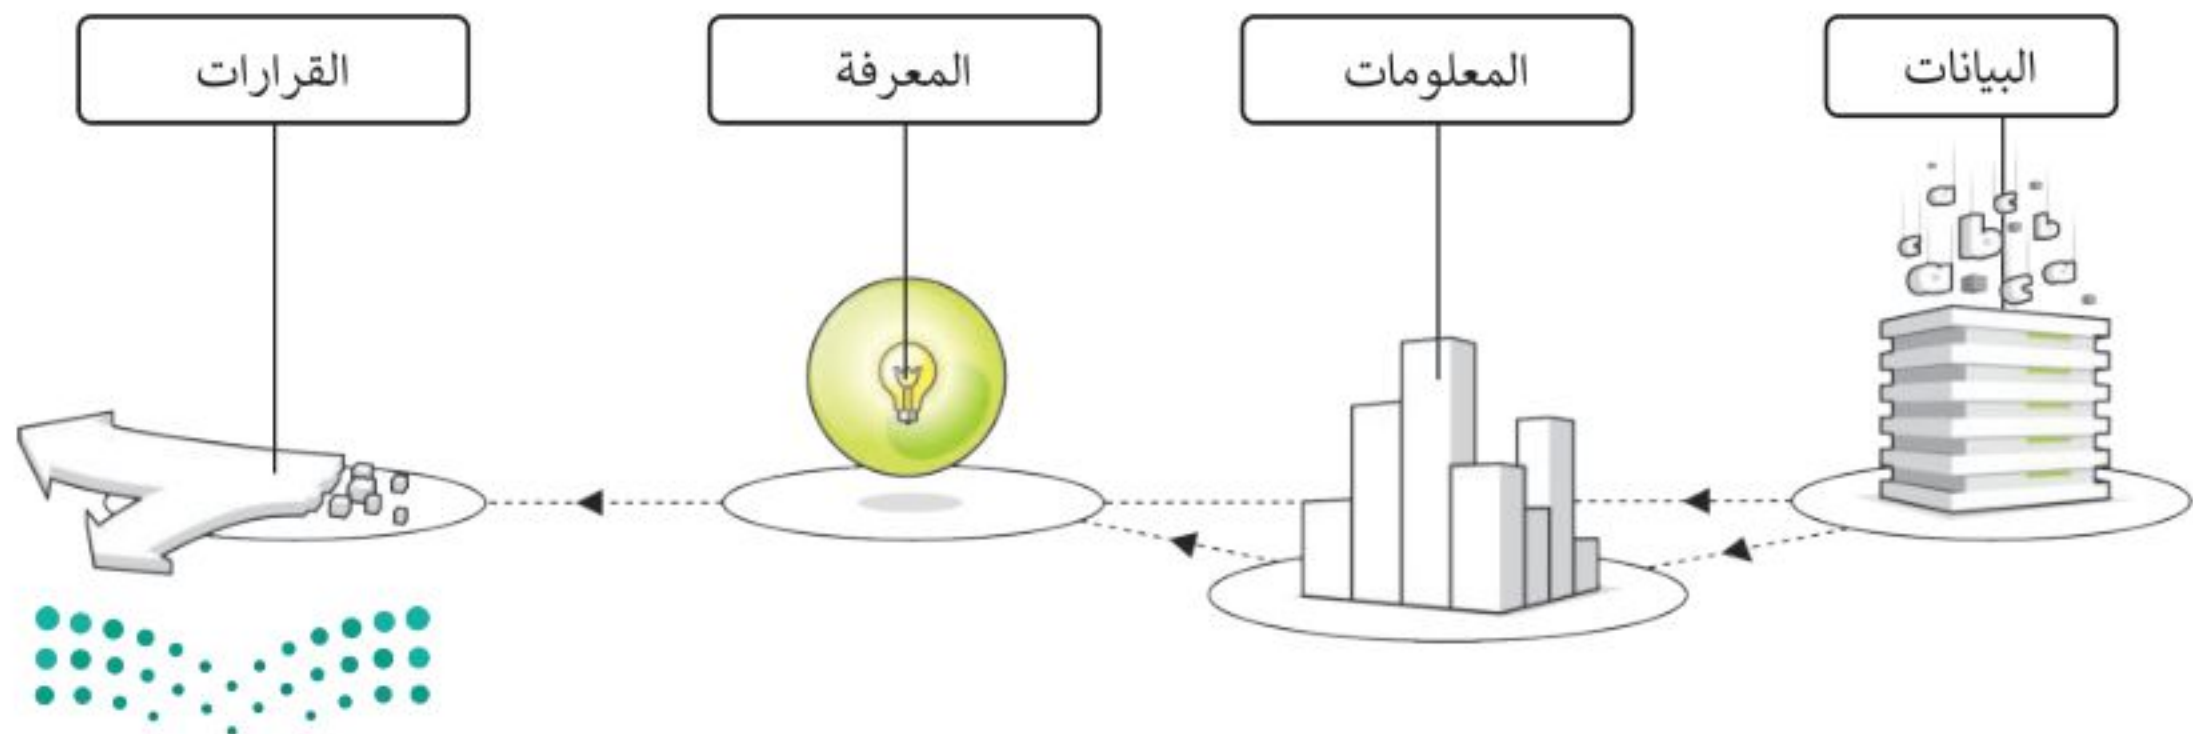 البيانات
المعلومات
المعرفة
القرارات